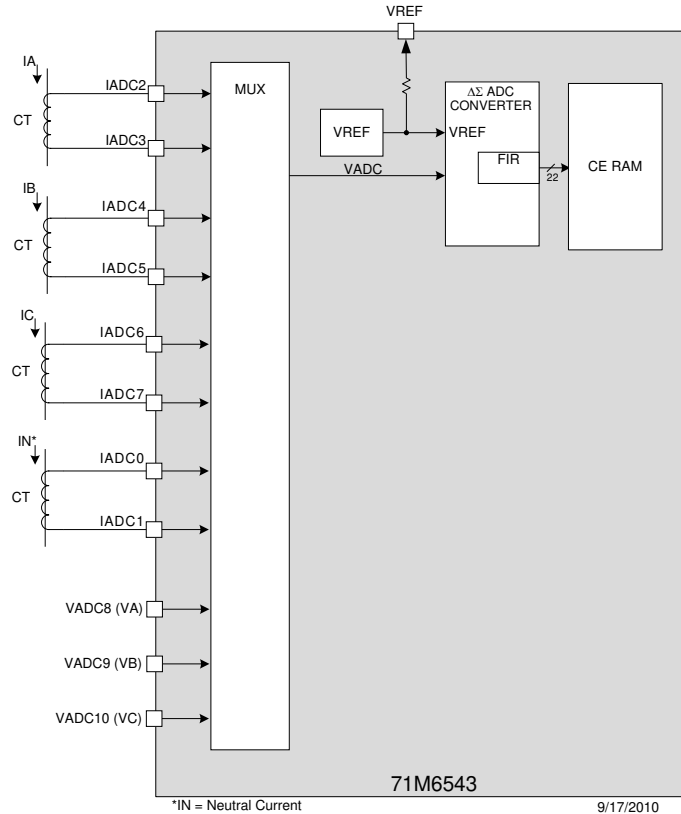 VREF
IA
IADC2
CT
IADC3
MUX
VREF
ΔΣ ADC
CONVERTER
VREF
FIR
22
CE RAM
VADC
IB
IADC4
CT
IADC5
IC
IADC6
CT
IADC7
IN*
IADC0
CT
IADC1
VADC8 (VA)
VADC9 (VB)
VADC10 (VC)
71M6543
*IN = Neutral Current
9/17/2010